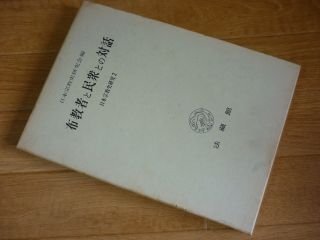 日本宗教史研究会編
布教者と民衆との対話
日本宗教史研究2
法蔵館